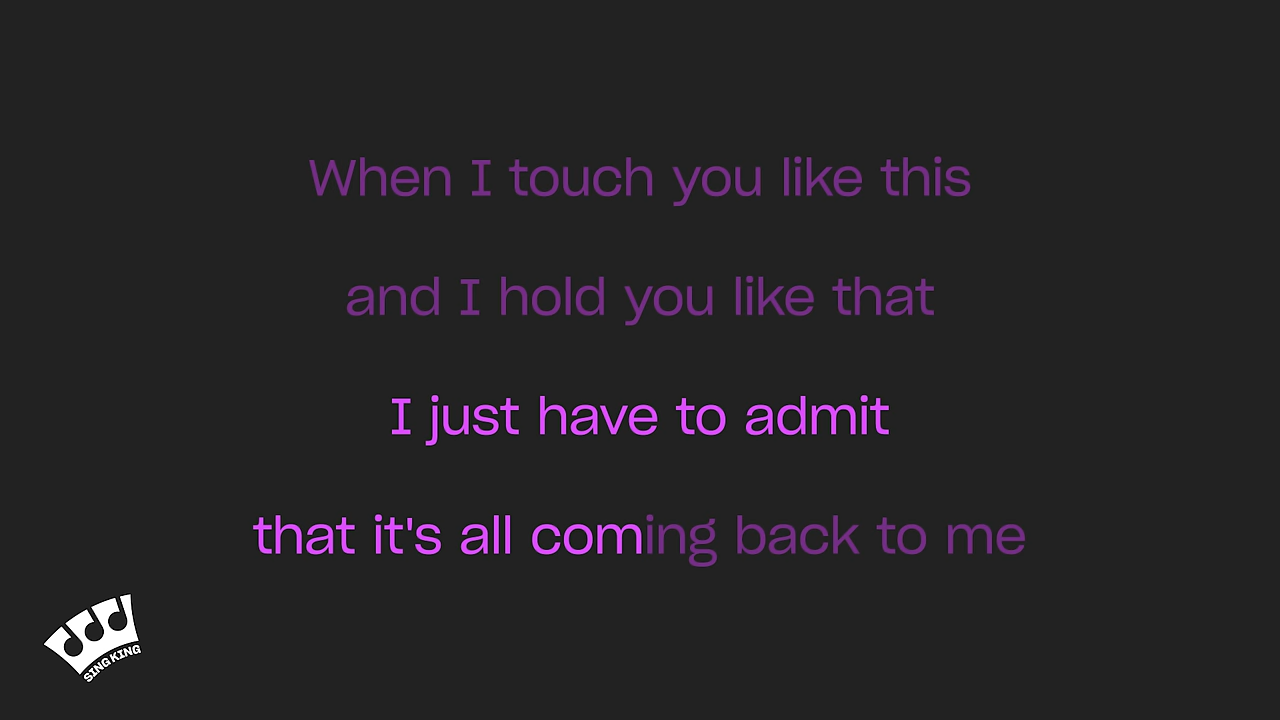 When I touch you like this
and I hold you like that
I just have to admit
that it's all coming back to me
SING KING